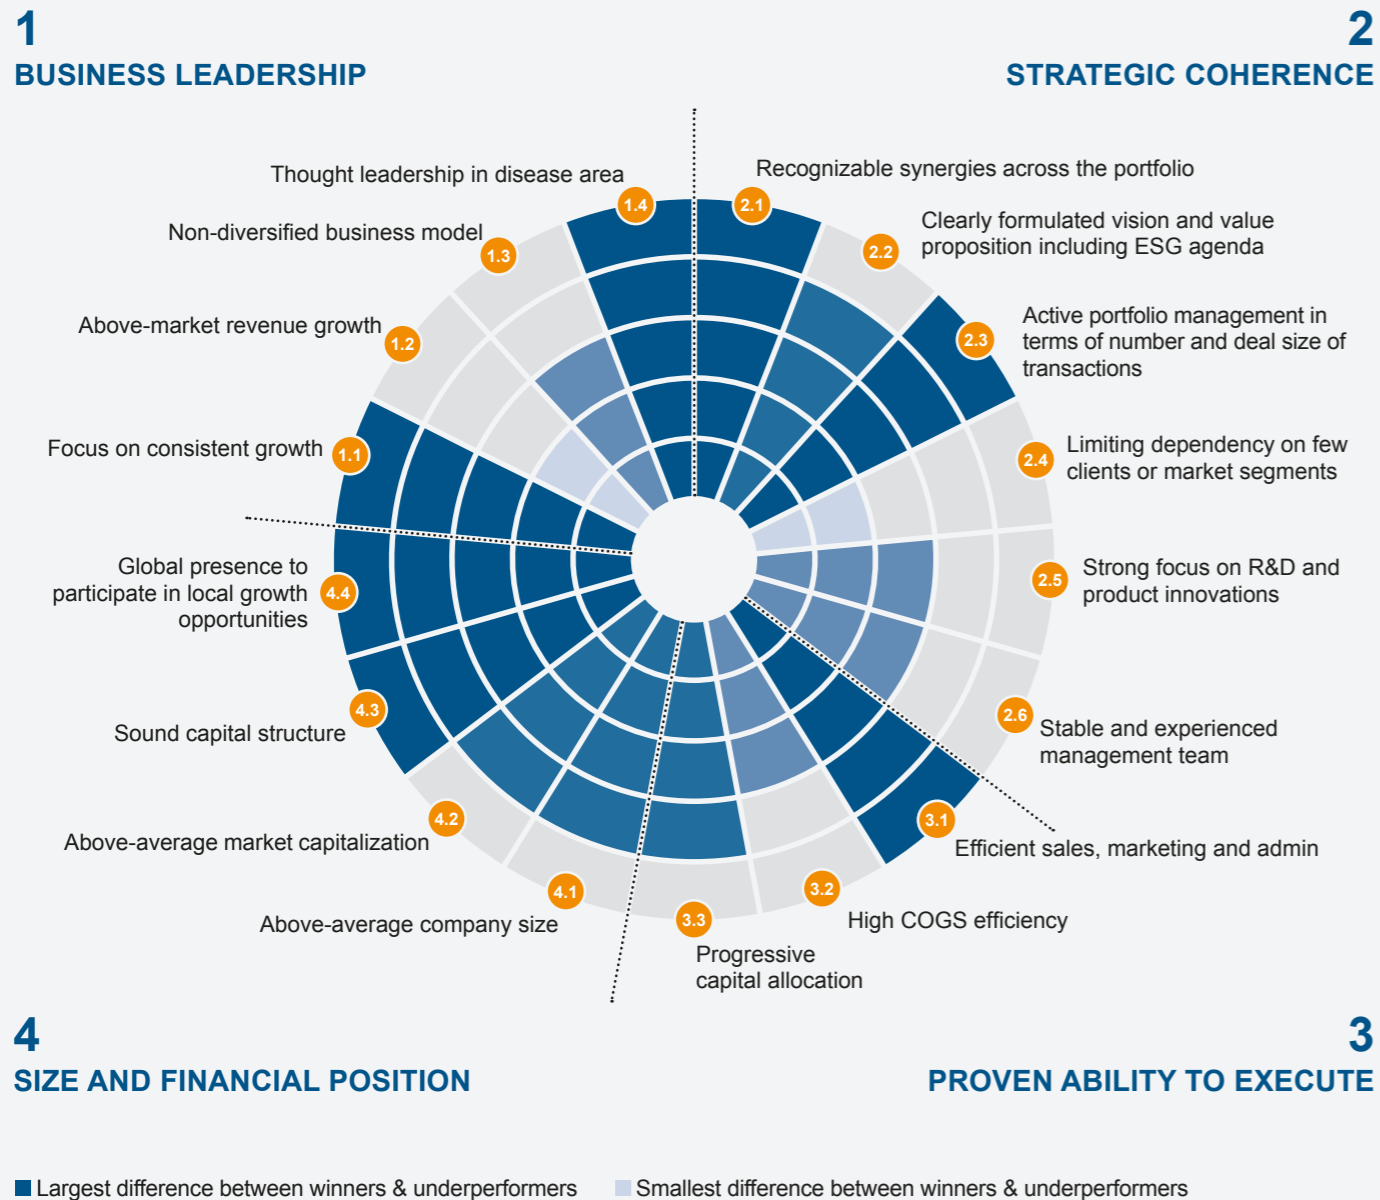 1
BUSINESS LEADERSHIP
2
STRATEGIC COHERENCE
Thought leadership in disease area
1.4
Non-diversified business model
1.3
Above-market revenue growth
1.2
Focus on consistent growth
1.1
2.1
Recognizable synergies across the portfolio
2.2
Clearly formulated vision and value
proposition including ESG agenda
2.3
Active portfolio management in
terms of number and deal size of
transactions
2.4
Limiting dependency on few
clients or market segments
2.5
Strong focus on R&D and
product innovations
2.6
Stable and experienced
management team
3.1
Efficient sales, marketing and admin
3.2
High COGS efficiency
3.3
Progressive
capital allocation
Global presence to
participate in local growth
opportunities
4.4
Sound capital structure
4.3
Above-average market capitalization
4.2
Above-average company size
4.1
4
SIZE AND FINANCIAL POSITION
3
PROVEN ABILITY TO EXECUTE
Largest difference between winners & underperformers
Smallest difference between winners & underperformers